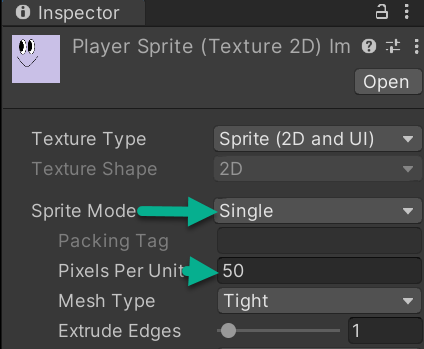 Inspector
Player Sprite (Texture 2D) Im
Open
Texture Type Sprite (2D and UI)
Texture Shape 2D
Sprite Mode Single
Packing Tag
Pixels Per Unit 50
Mesh Type Tight
Extrude Edges 1